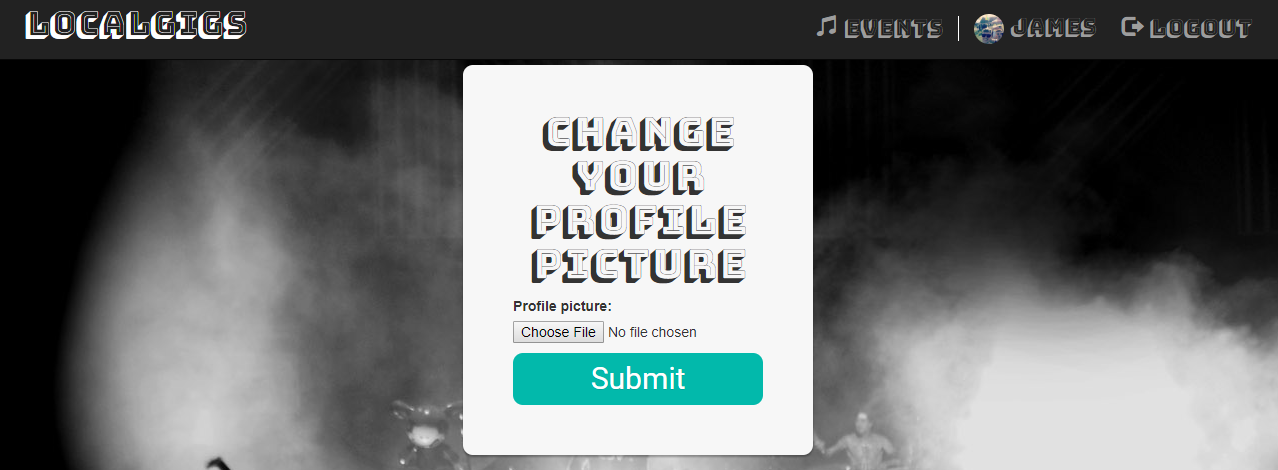 LOCALGIGS
EVENTS
JAMES
LOGOUT
CHANGE
YOUR
PROFILE
PICTURE
Profile picture:
Choose File No file chosen
Submit